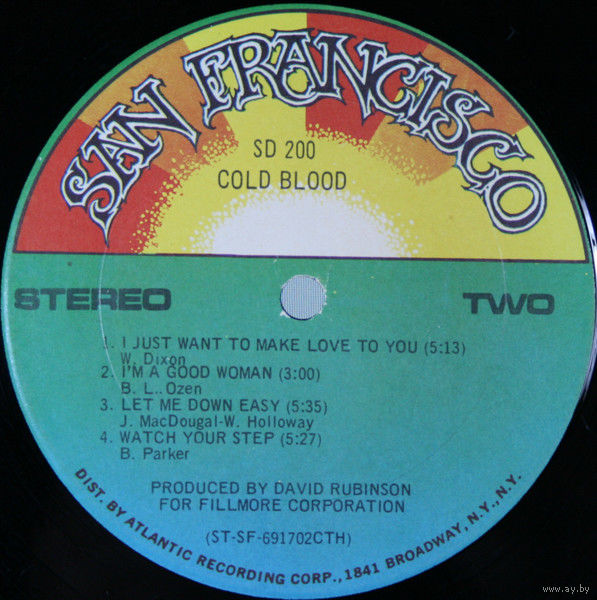 SAN FRANCISCO
SD 200
COLD BLOOD
STEREO
TWO
1. I JUST WANT TO MAKE LOVE TO YOU (5:13)
W. Dixon
2. I'M A GOOD WOMAN (3:00)
B. L.. Ozen
3. LET ME DOWN EASY (5:35)
J. MacDougal-W. Holloway
4. WATCH YOUR STEP (5:27)
B. Parker
PRODUCED BY DAVID RUBINSON
FOR FILLMORE CORPORATION
(ST-SF-691702CTH)
DIST. BY ATLANTIC RECORDING CORP., 1841 BROADWAY, N.Y., N.Y.
www.ay.by